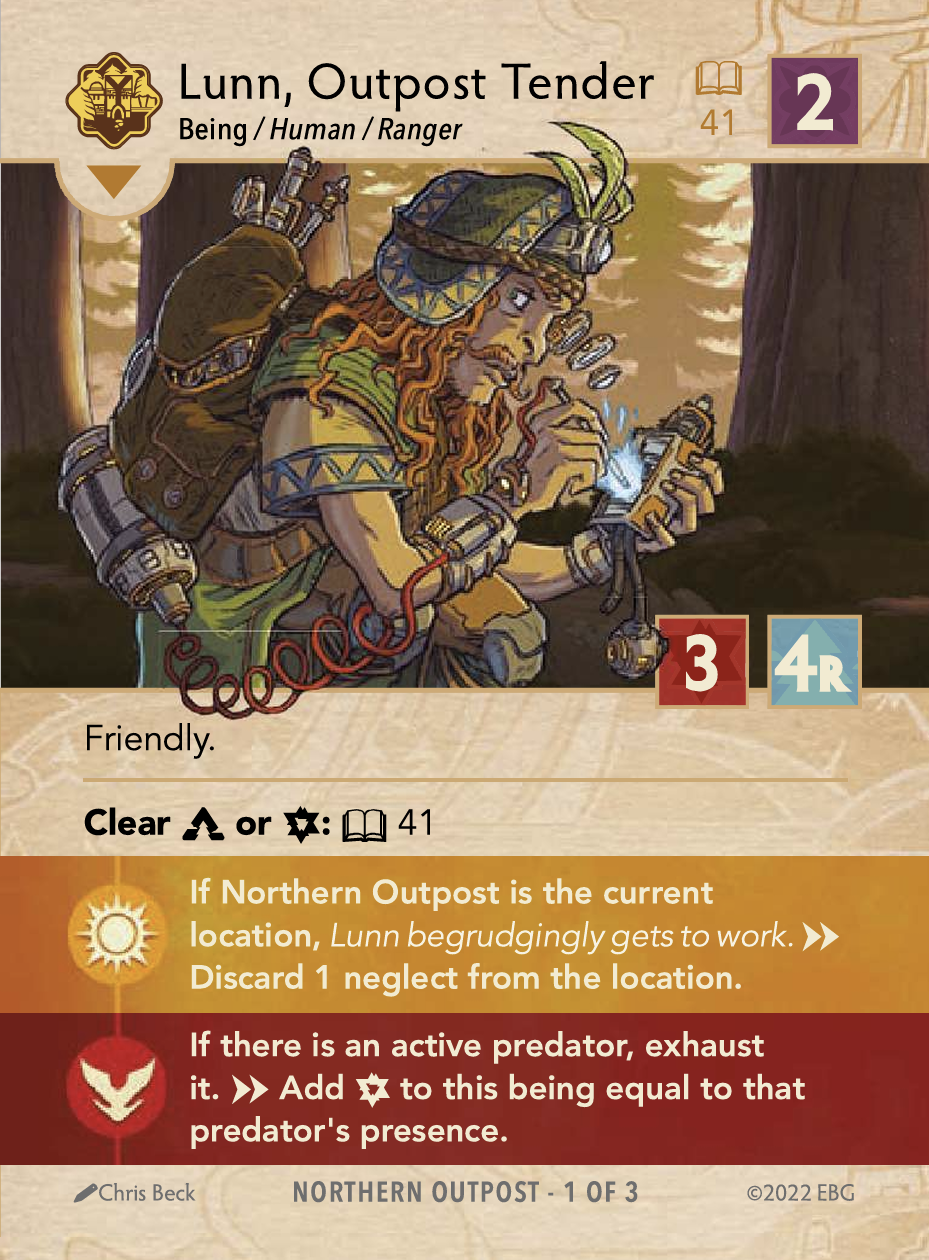 Lunn, Outpost Tender
Being / Human / Ranger
41
2
3
4R
Friendly.
Clear or : 41
If Northern Outpost is the current
location, Lunn begrudgingly gets to work.
Discard 1 neglect from the location.
If there is an active predator, exhaust
it. Add to this being equal to that
predator's presence.
Chris Beck
NORTHERN OUTPOST - 1 OF 3
©2022 EBG